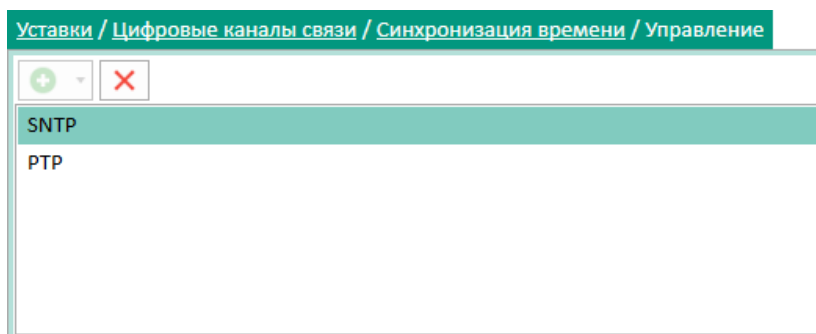 Уставки / Цифровые каналы связи / Синхронизация времени / Управление
SNTP
PTP